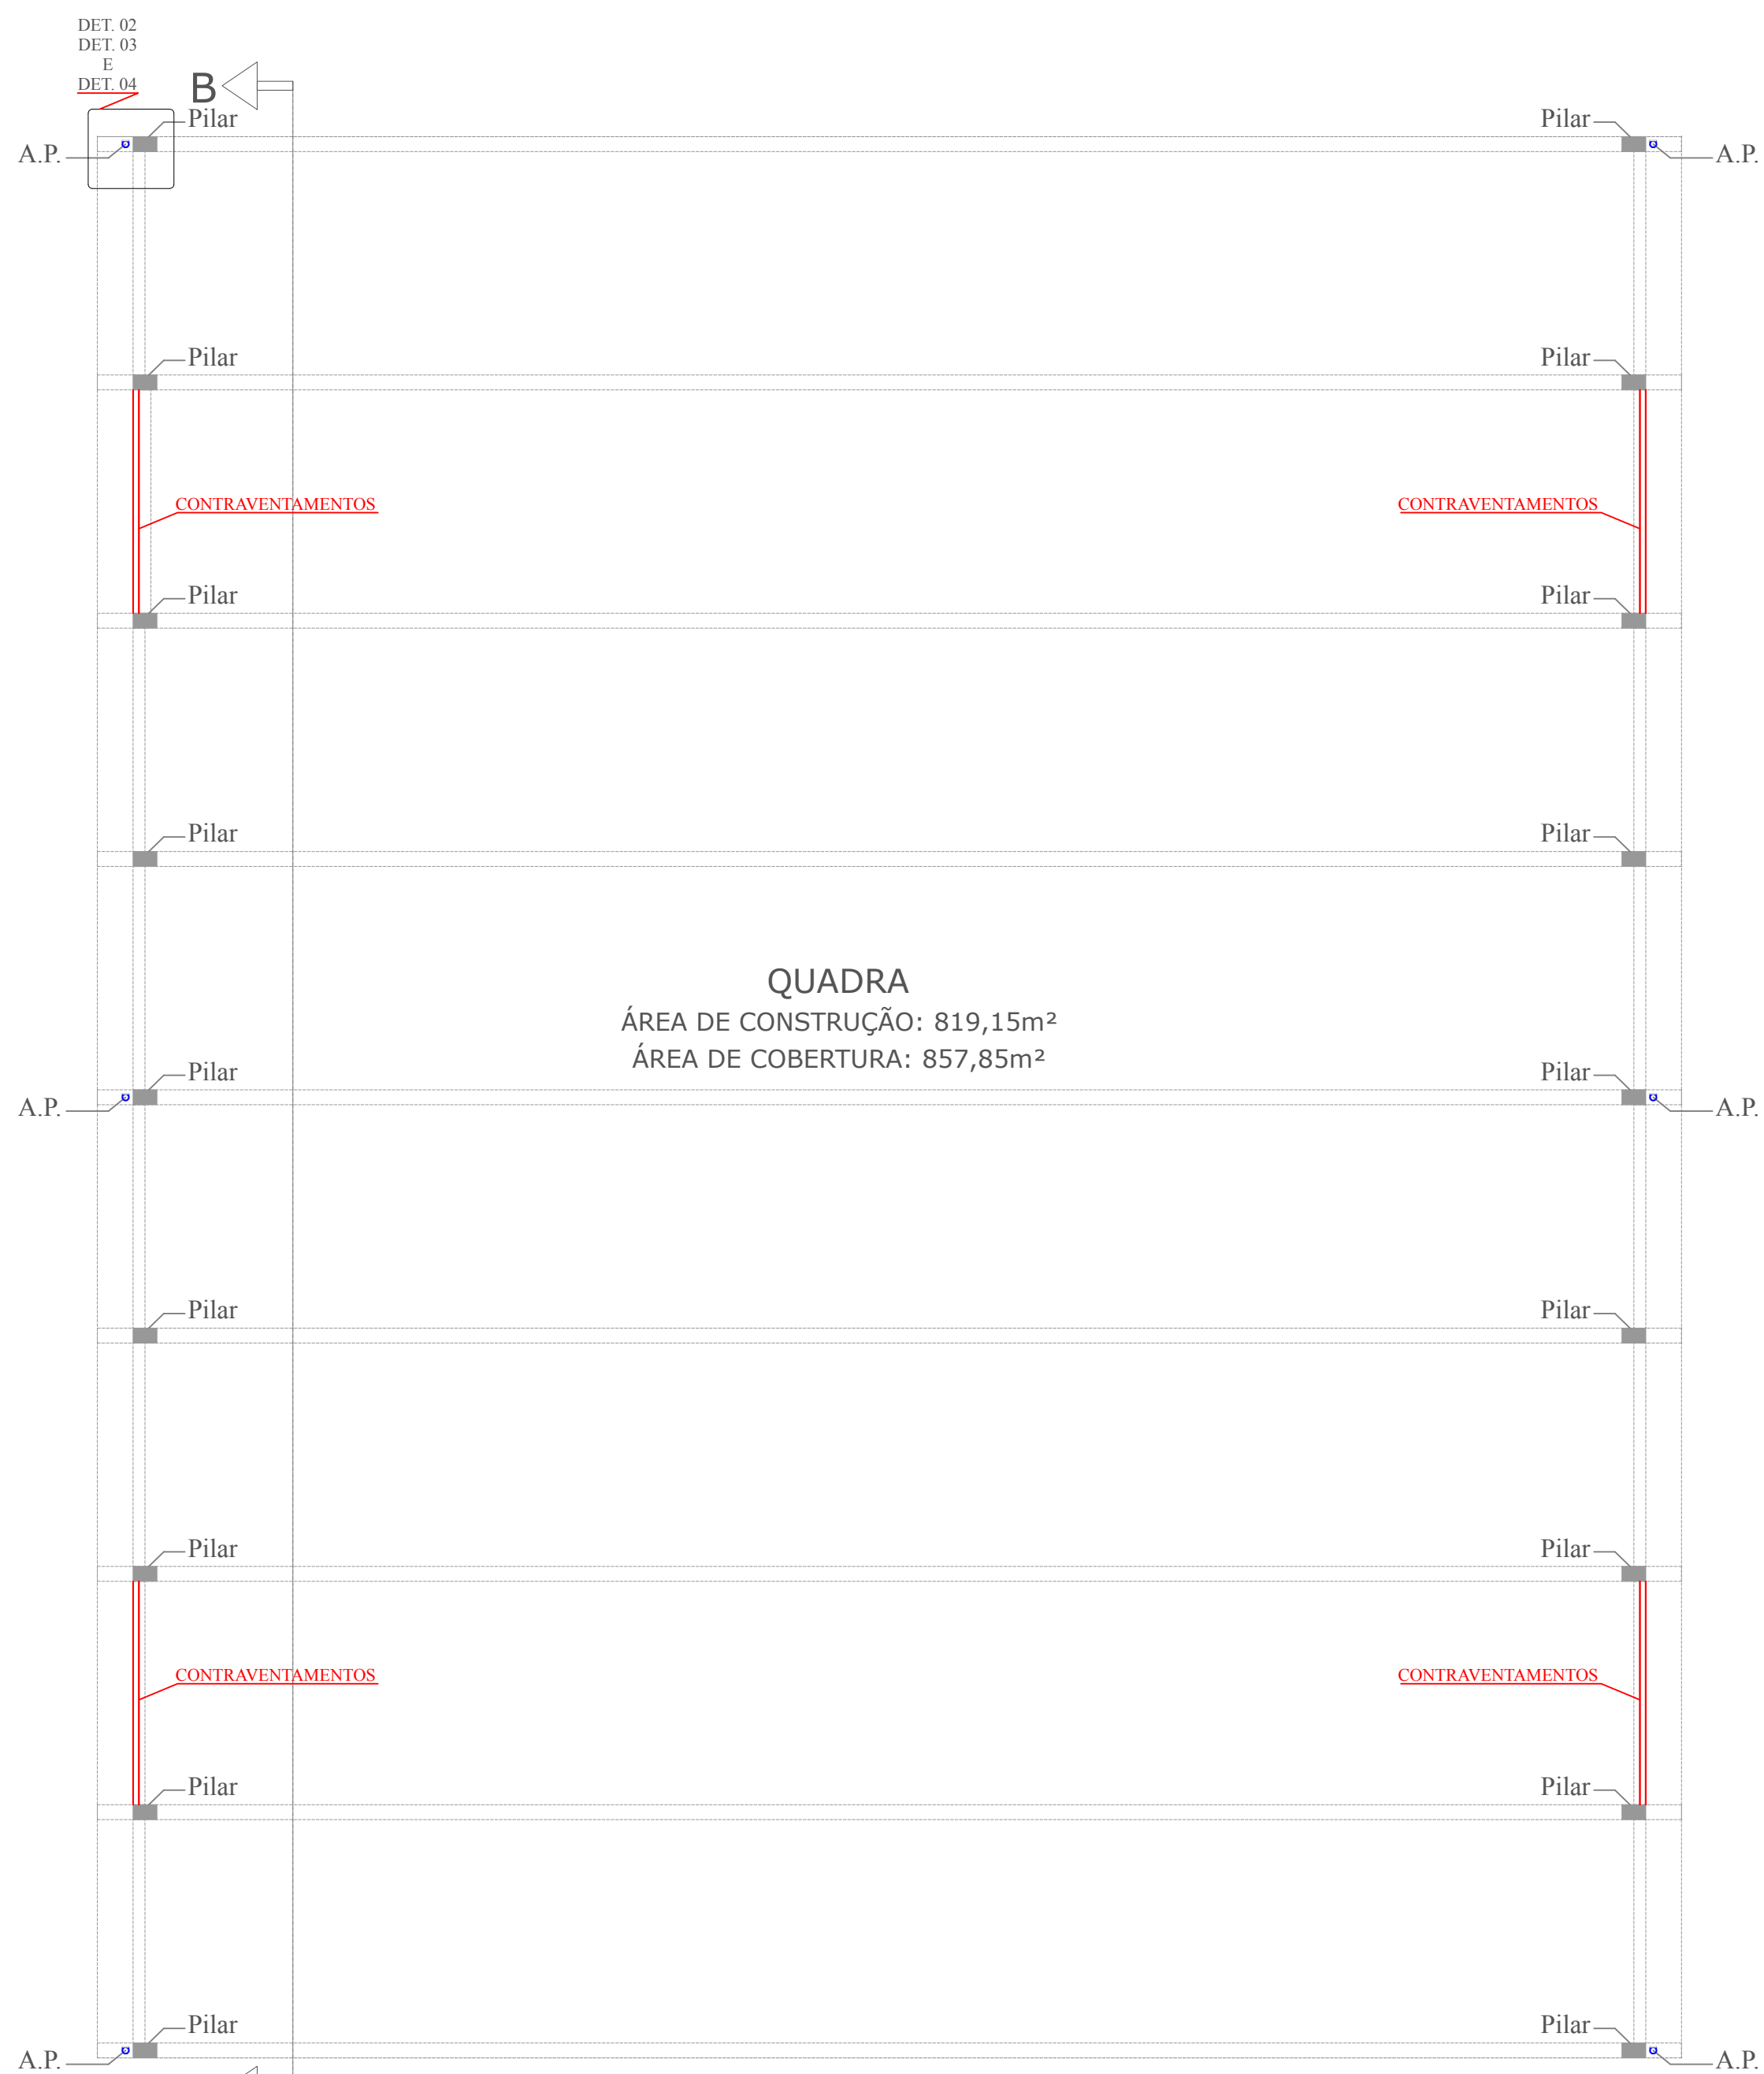 DET. 02
DET. 03
E
DET. 04
B
Pilar
Pilar
A.P.
A.P.
Pilar
Pilar
CONTRAVENTAMENTOS
CONTRAVENTAMENTOS
Pilar
Pilar
Pilar
Pilar
QUADRA
ÁREA DE CONSTRUÇÃO: 819,15m²
ÁREA DE COBERTURA: 857,85m²
Pilar
Pilar
A.P.
A.P.
Pilar
Pilar
Pilar
Pilar
CONTRAVENTAMENTOS
CONTRAVENTAMENTOS
Pilar
Pilar
Pilar
Pilar
A.P.
A.P.